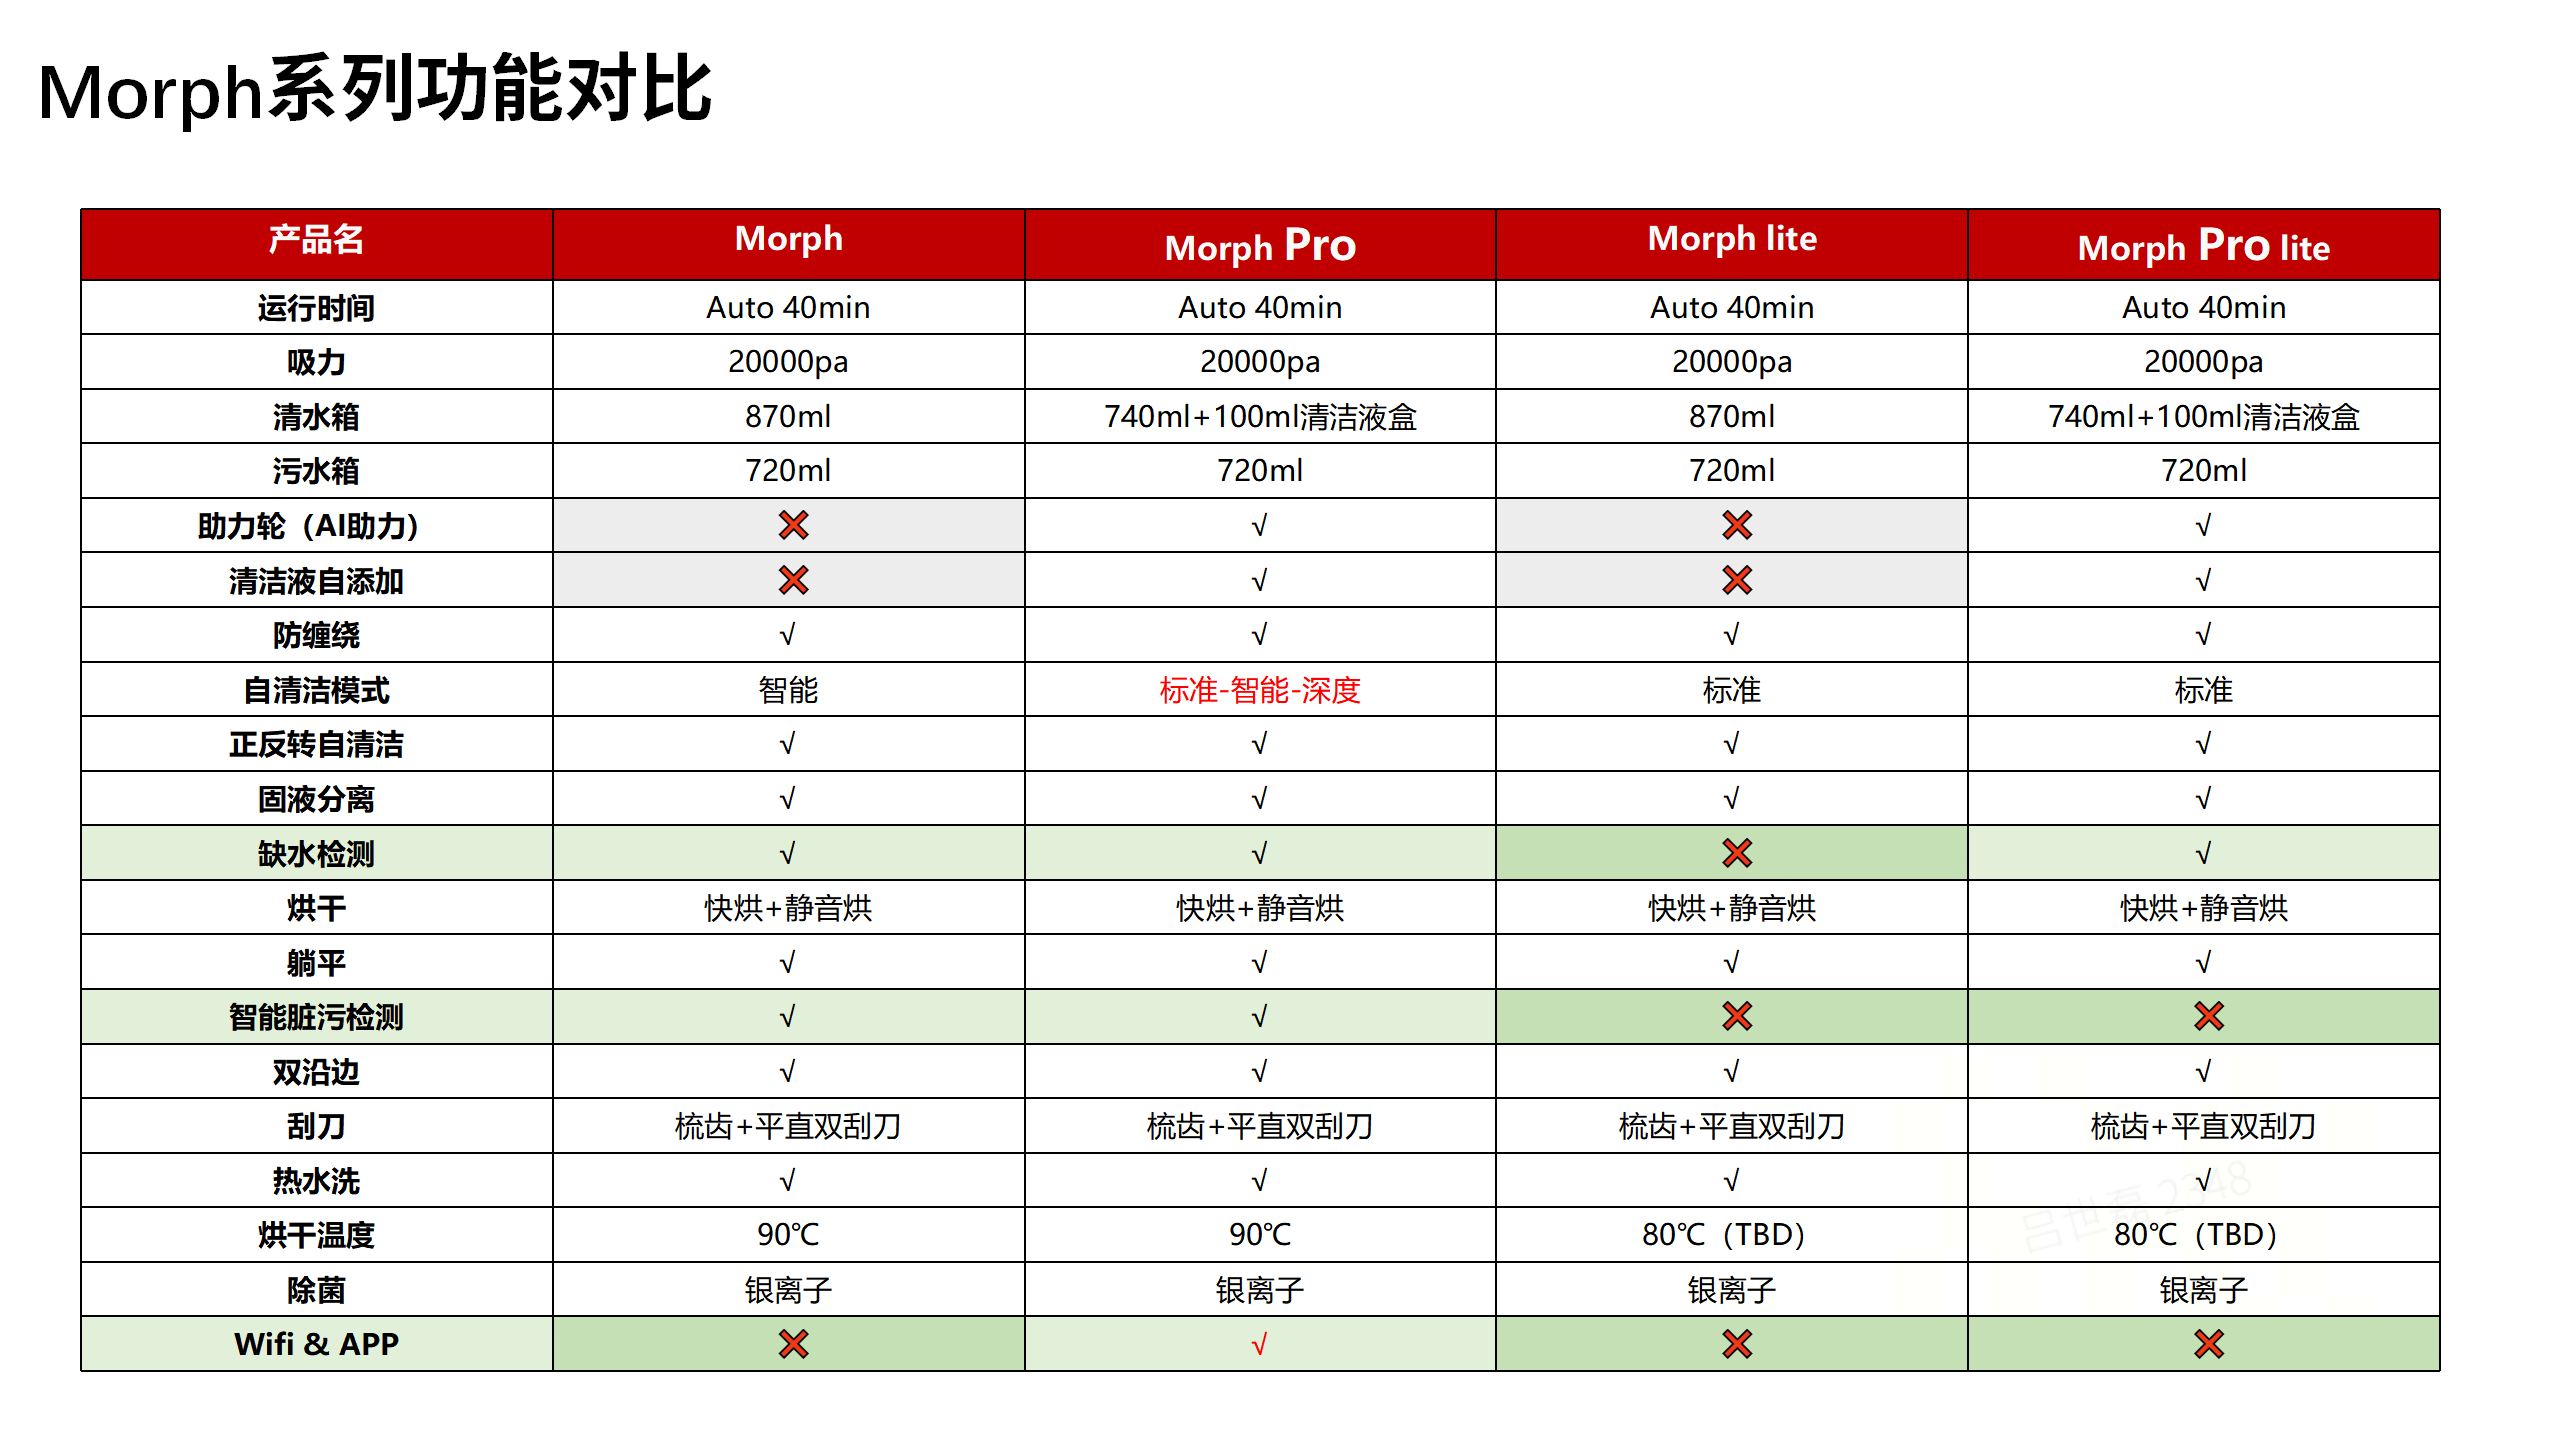 Morph系列功能对比
产品名 Morph Morph Pro Morph lite Morph Pro lite
运行时间 Auto 40min Auto 40min Auto 40min Auto 40min
吸力 20000pa 20000pa 20000pa 20000pa
清水箱 870ml 740ml+100ml清洁液盒 870ml 740ml+100ml清洁液盒
污水箱 720ml 720ml 720ml 720ml
助力轮（AI助力） ❌ √ ❌ √
清洁液自添加 ❌ √ ❌ √
防缠绕 √ √ √ √
自清洁模式 智能 标准-智能-深度 标准 标准
正反转自清洁 √ √ √ √
固液分离 √ √ √ √
缺水检测 √ √ ❌ √
烘干 快烘+静音烘 快烘+静音烘 快烘+静音烘 快烘+静音烘
躺平 √ √ √ √
智能脏污检测 √ √ ❌ ❌
双沿边 √ √ √ √
刮刀 梳齿+平直双刮刀 梳齿+平直双刮刀 梳齿+平直双刮刀 梳齿+平直双刮刀
热水洗 √ √ √ √
烘干温度 90℃ 90℃ 80℃（TBD） 80℃（TBD）
除菌 银离子 银离子 银离子 银离子
Wifi & APP ❌ √ ❌ ❌
吕世磊 2348